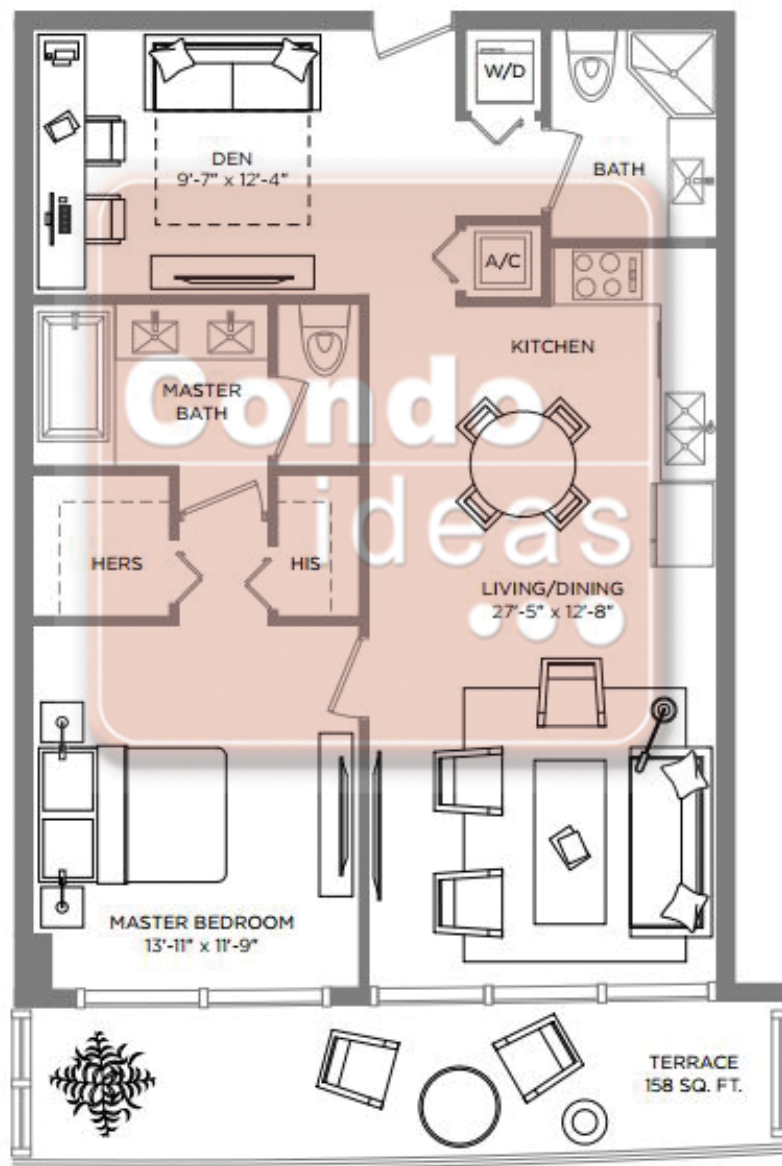 W/D
DEN
9'-7" x 12'-4"
BATH
A/C
KITCHEN
MASTER
BATH
Condo
ideas
HERS
HIS
LIVING/DINING
27'-5" x 12'-8"
MASTER BEDROOM
13'-11" x 11'-9"
TERRACE
158 SQ. FT.